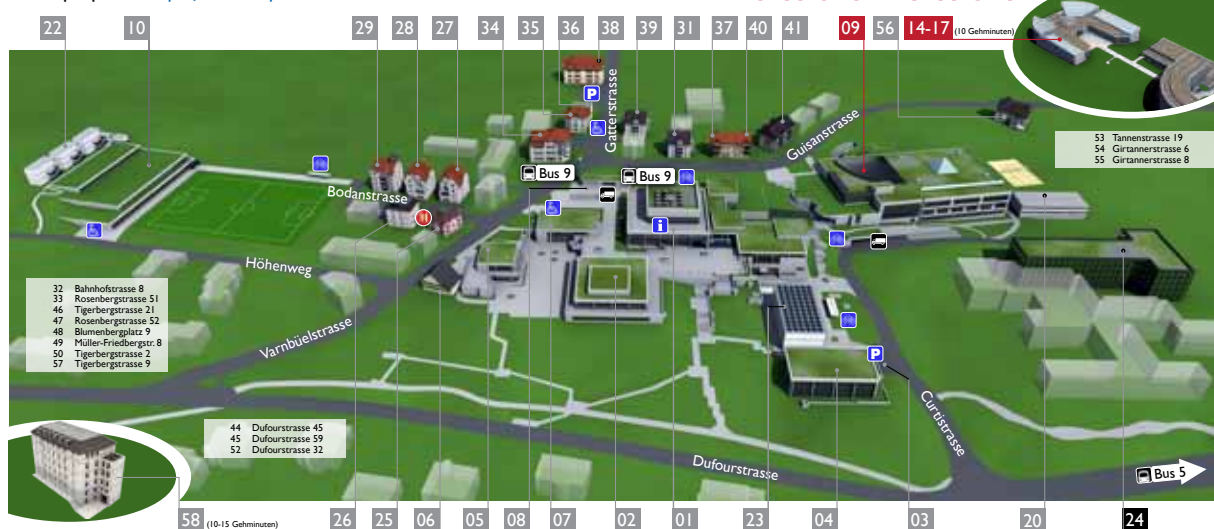 22 10 29 28 27 34 35 36 38 39 31 37 40 41 09 56 14-17 (10 Gehminuten)
P
Gatterstrasse
Guisanstrasse
53 Tannenstrasse 19
54 Girtannerstrasse 6
55 Girtannerstrasse 8
Bus 9
Bus 9
Bodanstrasse
i
Höhenweg
32 Bahnhofstrasse 8
33 Rosenbergstrasse 51
46 Tigerbergstrasse 21
47 Rosenbergstrasse 52
48 Blumenbergplatz 9
49 Müller-Friedbergstr. 8
50 Tigerbergstrasse 2
57 Tigerbergstrasse 9
Varnbüelstrasse
P
Curtistrasse
44 Dufourstrasse 45
45 Dufourstrasse 59
52 Dufourstrasse 32
Dufourstrasse
Bus 5
58 (10-15 Gehminuten) 26 25 06 05 08 07 02 01 23 04 03 20 24